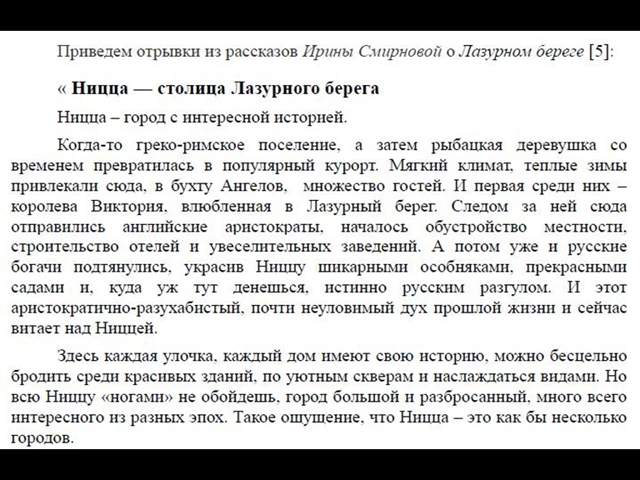 Приведем отрывки из рассказов Ирины Смирновой о Лазурном береге [5]:
« Ницца — столица Лазурного берега
Ницца – город с интересной историей.
Когда-то греко-римское поселение, а затем рыбацкая деревушка со
временем превратилась в популярный курорт. Мягкий климат, теплые зимы
привлекали сюда, в бухту Ангелов, множество гостей. И первая среди них –
королева Виктория, влюбленная в Лазурный берег. Следом за ней сюда
отправились английские аристократы, началось обустройство местности,
строительство отелей и увеселительных заведений. А потом уже и русские
богачи подтянулись, украсив Ниццу шикарными особняками, прекрасными
садами и, куда уж тут денешься, истинно русским разгулом. И этот
аристократично-разухабистый, почти неуловимый дух прошлой жизни и сейчас
витает над Ниццей.
Здесь каждая улочка, каждый дом имеют свою историю, можно бесцельно
бродить среди красивых зданий, по уютным скверам и наслаждаться видами. Но
всю Ниццу «ногами» не обойдешь, город большой и разбросанный, много всего
интересного из разных эпох. Такое ощущение, что Ницца – это как бы несколько
городов.